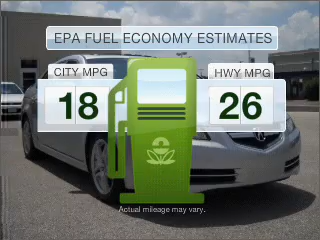 EPA FUEL ECONOMY ESTIMATES
CITY MPG
HWY MPG
18
26
Actual mileage may vary.